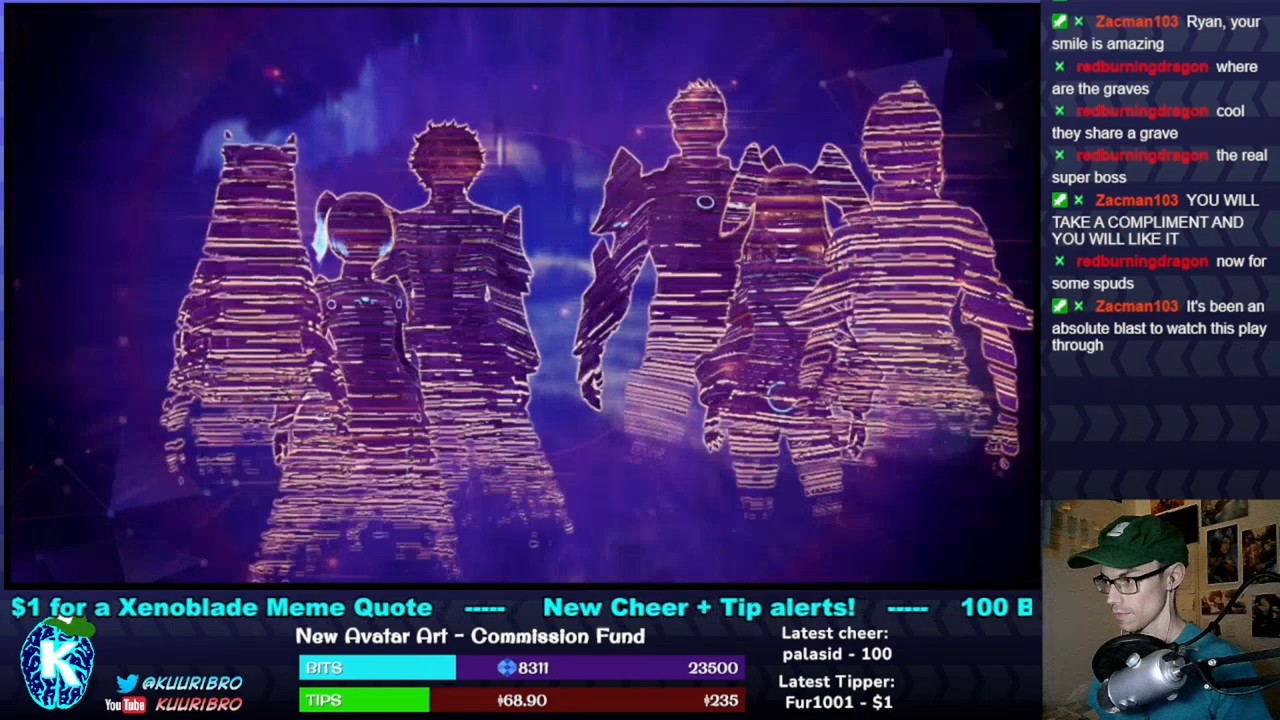 Zacman103 Ryan, your
smile is amazing
redburningdragon where
are the graves
redburningdragon cool
they share a grave
redburningdragon the real
super boss
Zacman103 YOU WILL
TAKE A COMPLIMENT AND
YOU WILL LIKE IT
redburningdragon now for
some spuds
Zacman103 It's been an
absolute blast to watch this play
through
$1 for a Xenoblade Meme Quote ----- New Cheer + Tip alerts! ----- 100 B
New Avatar Art - Commission Fund
BITS 8311 23500
TIPS $68.90 $235
Latest cheer:
palasid - 100
Latest Tipper:
Fur1001 - $1
K
@KUURIBRO
YouTube KUURIBRO